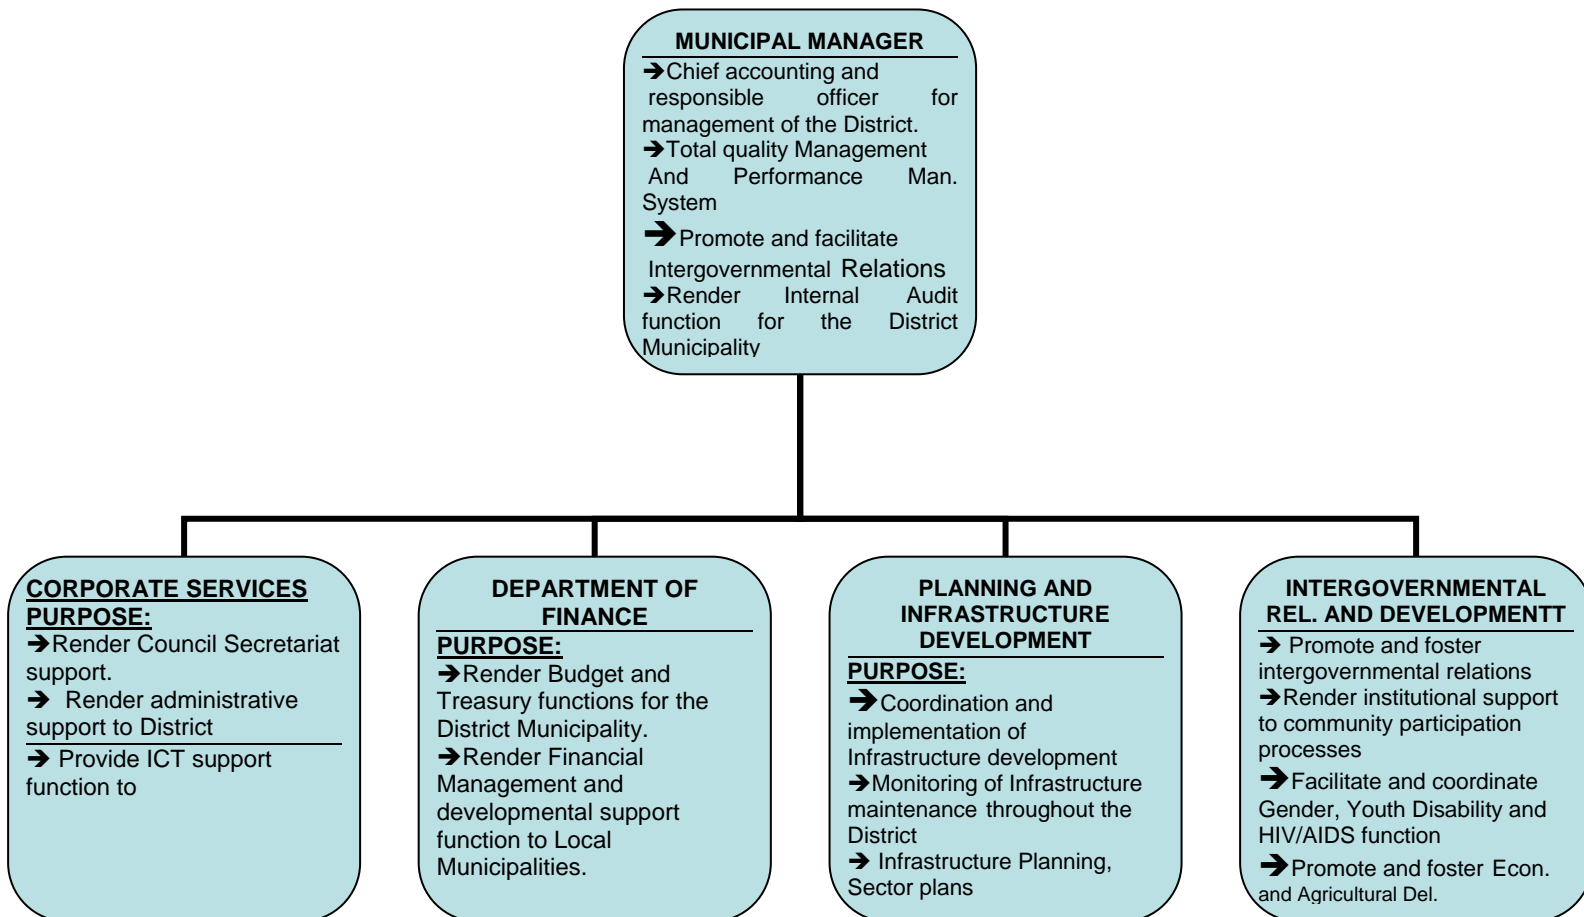 MUNICIPAL MANAGER
➔Chief accounting and
responsible officer for
management of the District.
➔Total quality Management
And Performance Man.
System
➔Promote and facilitate
Intergovernmental Relations
➔Render Internal Audit
function for the District
Municipality
CORPORATE SERVICES
PURPOSE:
➔Render Council Secretariat
support.
➔ Render administrative
support to District
➔ Provide ICT support
function to
DEPARTMENT OF
FINANCE
PURPOSE:
➔Render Budget and
Treasury functions for the
District Municipality.
➔Render Financial
Management and
developmental support
function to Local
Municipalities.
PLANNING AND
INFRASTRUCTURE
DEVELOPMENT
PURPOSE:
➔Coordination and
implementation of
Infrastructure development
➔Monitoring of Infrastructure
maintenance throughout the
District
➔ Infrastructure Planning,
Sector plans
INTERGOVERNMENTAL
REL. AND DEVELOPMENTT
➔ Promote and foster
intergovernmental relations
➔Render institutional support
to community participation
processes
➔Facilitate and coordinate
Gender, Youth Disability and
HIV/AIDS function
➔Promote and foster Econ.
and Agricultural Del.